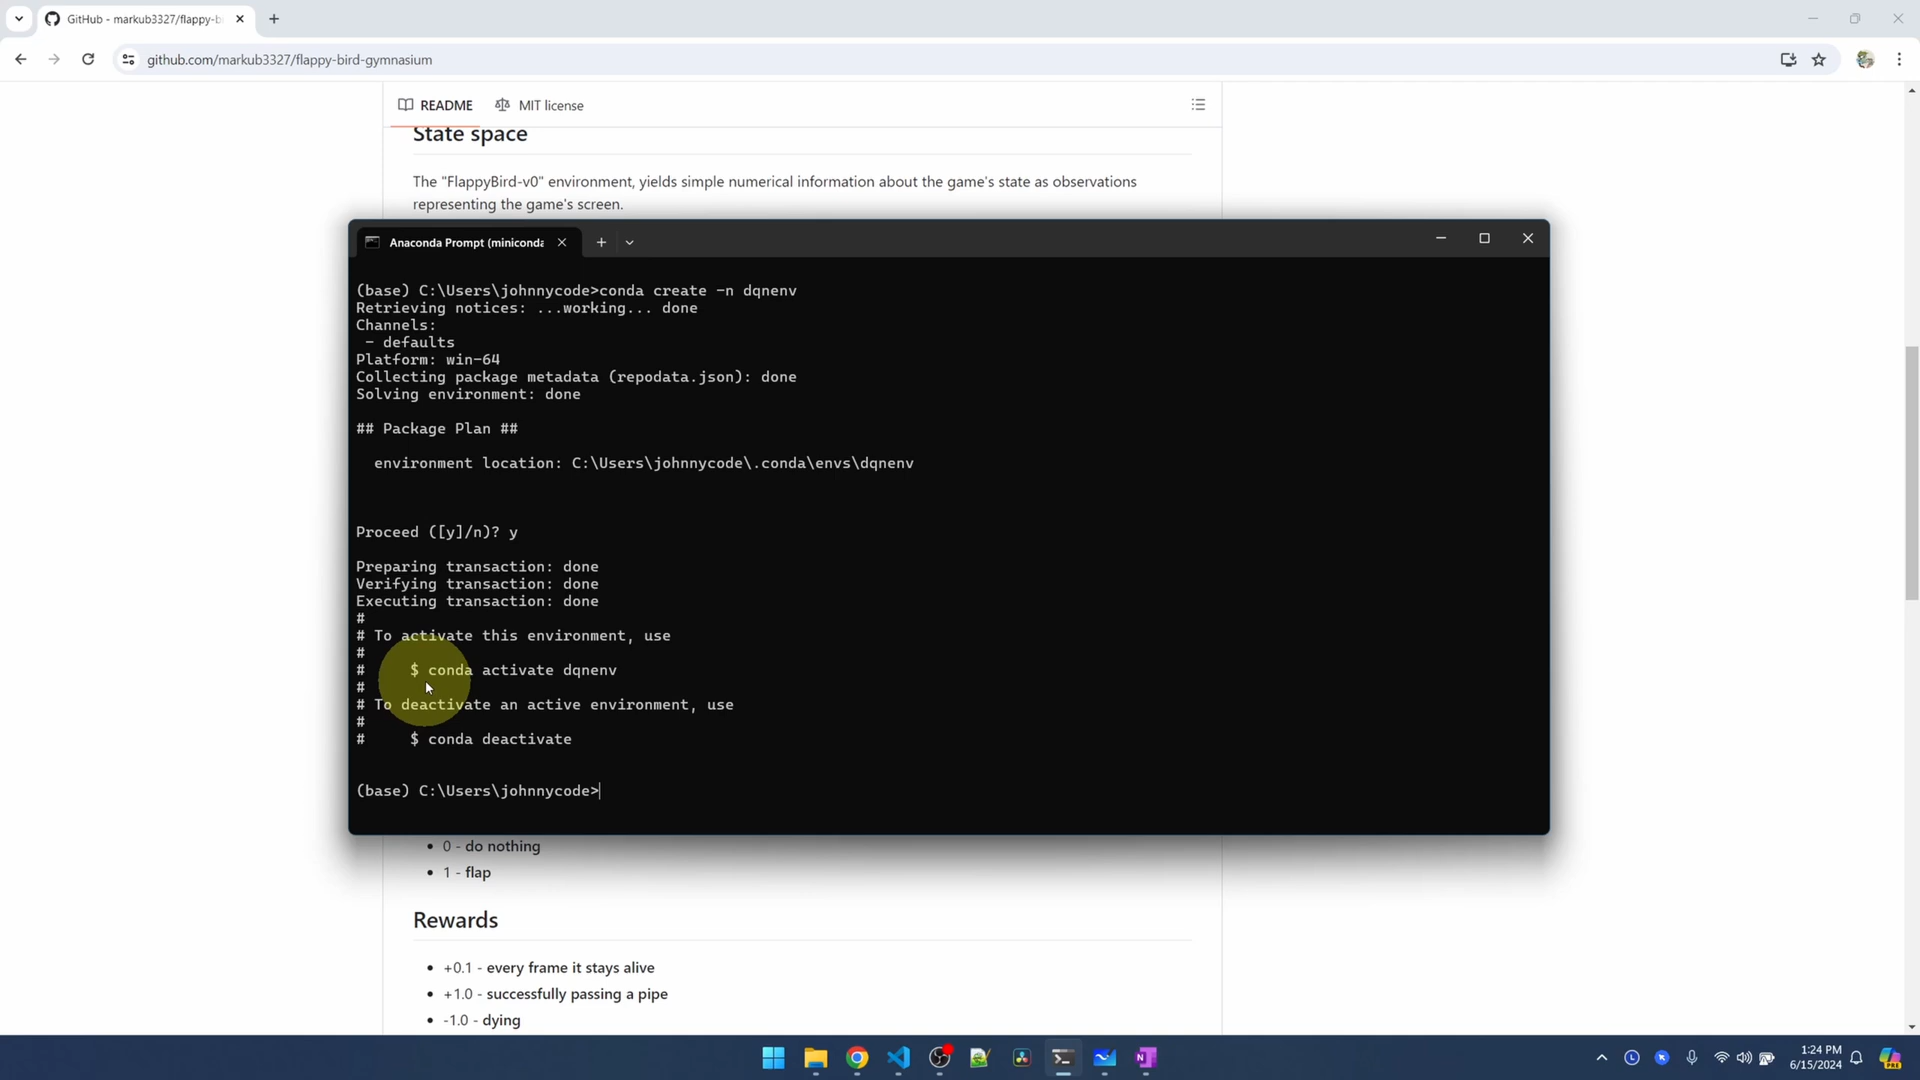 GitHub - markub3327/flappy-b
github.com/markub3327/flappy-bird-gymnasium
README
MIT license
State space
The "FlappyBird-v0" environment, yields simple numerical information about the game's state as observations
representing the game's screen.
Anaconda Prompt (miniconda
(base) C:\Users\johnnycode>conda create -n dqnenv
Retrieving notices: ...working... done
Channels:
- defaults
Platform: win-64
Collecting package metadata (repodata.json): done
Solving environment: done
## Package Plan ##
environment location: C:\Users\johnnycode\.conda\envs\dqnenv
Proceed ([y]/n)? y
Preparing transaction: done
Verifying transaction: done
Executing transaction: done
#
# To activate this environment, use
#
#     $ conda activate dqnenv
#
# To deactivate an active environment, use
#
#     $ conda deactivate
(base) C:\Users\johnnycode>
• 0 - do nothing
• 1 - flap
Rewards
• +0.1 - every frame it stays alive
• +1.0 - successfully passing a pipe
• -1.0 - dying
1:24 PM
6/15/2024
PRE